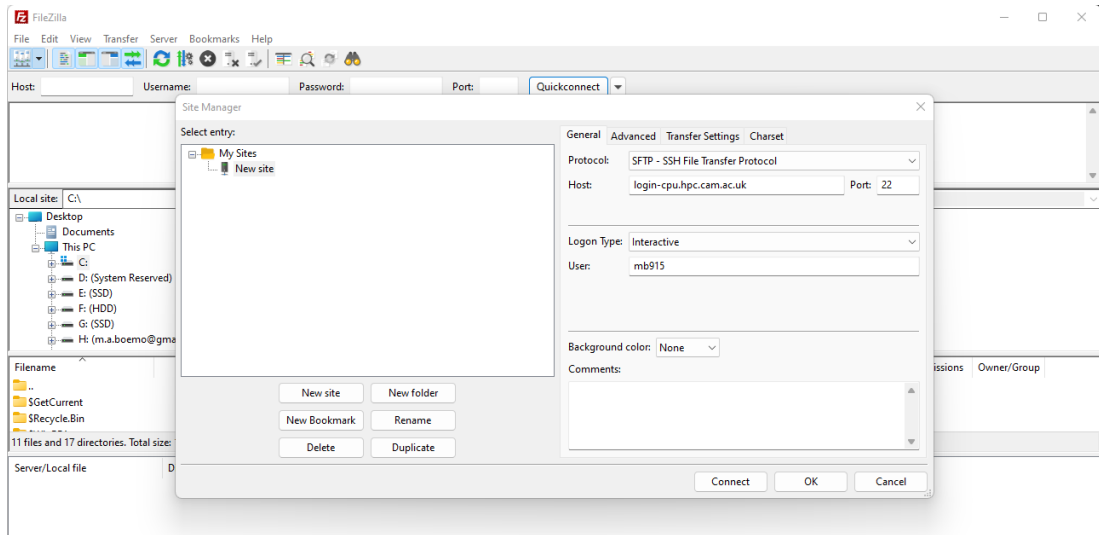 FileZilla
File Edit View Transfer Server Bookmarks Help
Host: Username: Password: Port: Quickconnect
Site Manager
Select entry:
My Sites
New site
New site New folder
New Bookmark Rename
Delete Duplicate
General Advanced Transfer Settings Charset
Protocol: SFTP - SSH File Transfer Protocol
Host: login-cpu.hpc.cam.ac.uk Port: 22
Logon Type: Interactive
User: mb915
Background color: None
Comments:
Connect OK Cancel
Local site: C:\
Desktop
Documents
This PC
C:
D: (System Reserved)
E: (SSD)
F: (HDD)
G: (SSD)
H: (m.a.boemo@gma
Filename
issions Owner/Group
..
$GetCurrent
$Recycle.Bin
11 files and 17 directories. Total size:
Server/Local file D